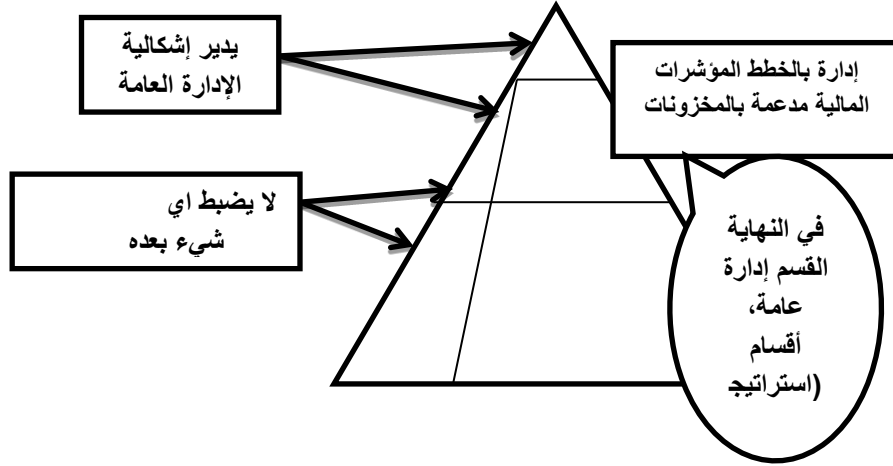 يدير إشكالية
الإدارة العامة
إدارة بالخطط المؤشرات
المالية مدعمة بالمخزونات
لا يضبط اي
شيء بعده
في النهاية
القسم إدارة
عامة،
أقسام
(استراتيج